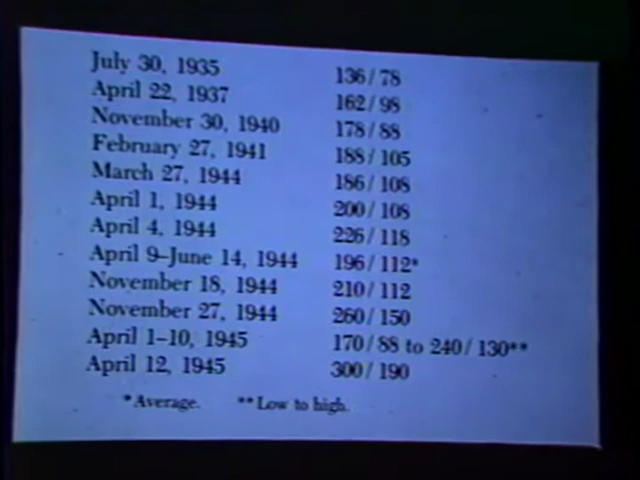 July 30, 1935 136/78
April 22, 1937 162/98
November 30, 1940 178/88
February 27, 1941 188/105
March 27, 1944 186/108
April 1, 1944 200/108
April 4, 1944 226/118
April 9–June 14, 1944 196/112*
November 18, 1944 210/112
November 27, 1944 260/150
April 1–10, 1945 170/88 to 240/130**
April 12, 1945 300/190
*Average. **Low to high.